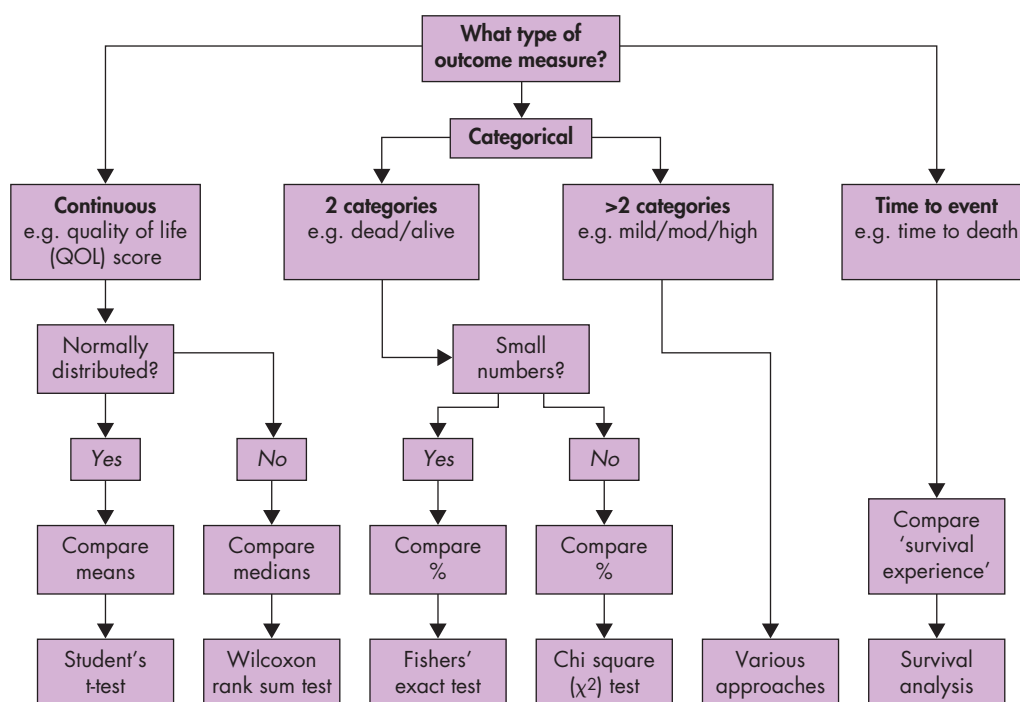 What type of
outcome measure?
Categorical
Continuous
e.g. quality of life
(QOL) score
2 categories
e.g. dead/alive
>2 categories
e.g. mild/mod/high
Time to event
e.g. time to death
Normally
distributed?
Small
numbers?
Yes
No
Yes
No
Compare
means
Compare
medians
Compare
%
Compare
%
Compare
‘survival
experience’
Student’s
t-test
Wilcoxon
rank sum test
Fishers’
exact test
Chi square
(χ2) test
Various
approaches
Survival
analysis